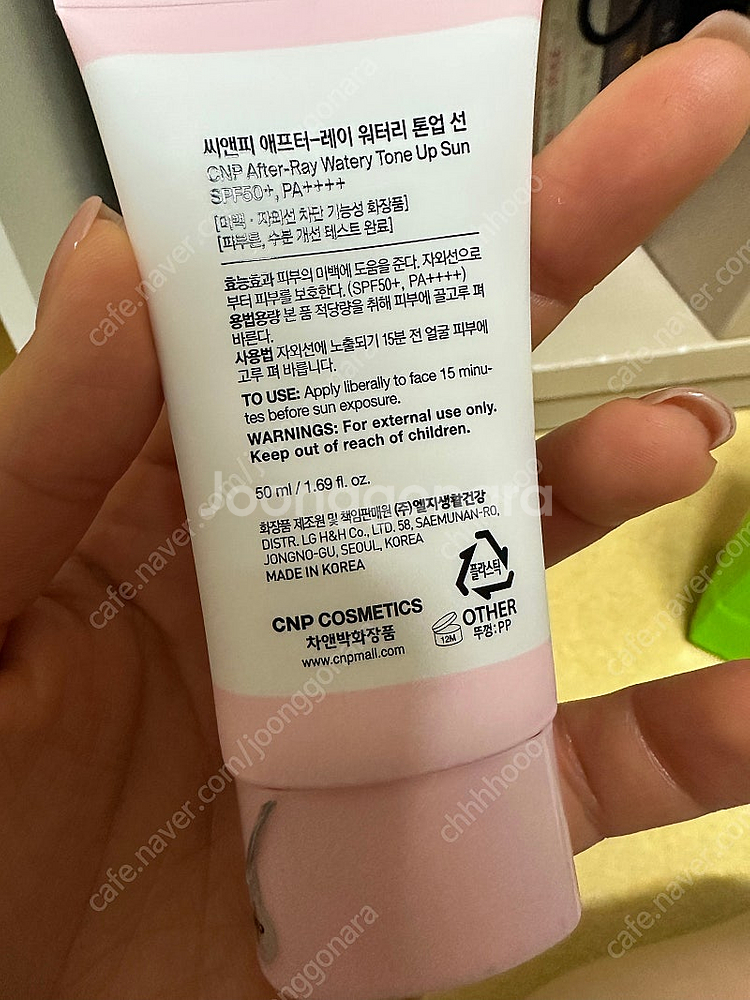 씨앤피 애프터-레이 워터리 톤업 선
CNP After-Ray Watery Tone Up Sun
SPF50+, PA++++
[미백 · 자외선 차단 기능성 화장품]
[피부톤, 수분 개선 테스트 완료]
효능효과 피부의 미백에 도움을 준다. 자외선으로
부터 피부를 보호한다. (SPF50+, PA++++)
용법용량 본 품 적당량을 취해 피부에 골고루 펴
바른다.
사용법 자외선에 노출되기 15분 전 얼굴 피부에
고루 펴 바릅니다.
TO USE: Apply liberally to face 15 minu-
tes before sun exposure.
WARNINGS: For external use only.
Keep out of reach of children.
50 ml / 1.69 fl. oz.
Joonggonara
화장품 제조원 및 책임판매원 (주)엘지생활건강
DISTR. LG H&H Co., LTD. 58, SAEMUNAN-RO,
JONGNO-GU, SEOUL, KOREA
MADE IN KOREA
플라스틱
OTHER
뚜껑:PP
12M
CNP COSMETICS
차앤박화장품
www.cnpmall.com
cafe.naver.com/joonggonara
chhhhooo